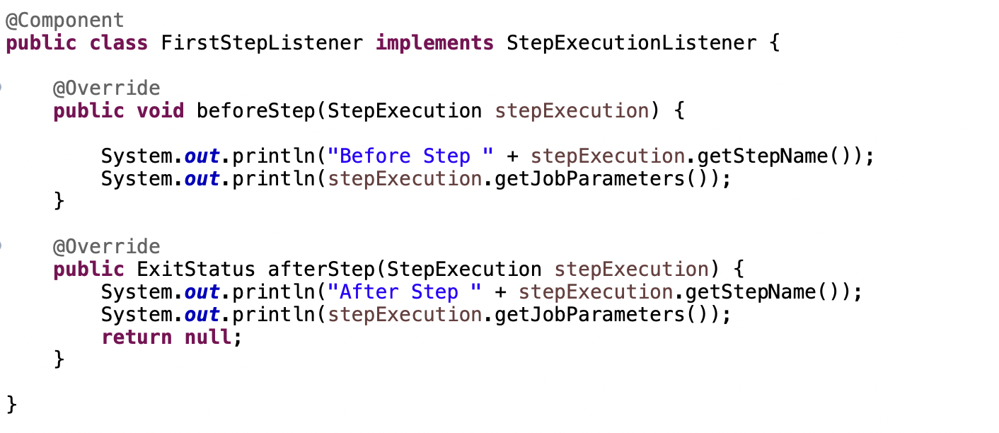 @Component
public class FirstStepListener implements StepExecutionListener {
@Override
public void beforeStep(StepExecution stepExecution) {
System.out.println("Before Step " + stepExecution.getStepName());
System.out.println(stepExecution.getJobParameters());
}
@Override
public ExitStatus afterStep(StepExecution stepExecution) {
System.out.println("After Step " + stepExecution.getStepName());
System.out.println(stepExecution.getJobParameters());
return null;
}
}